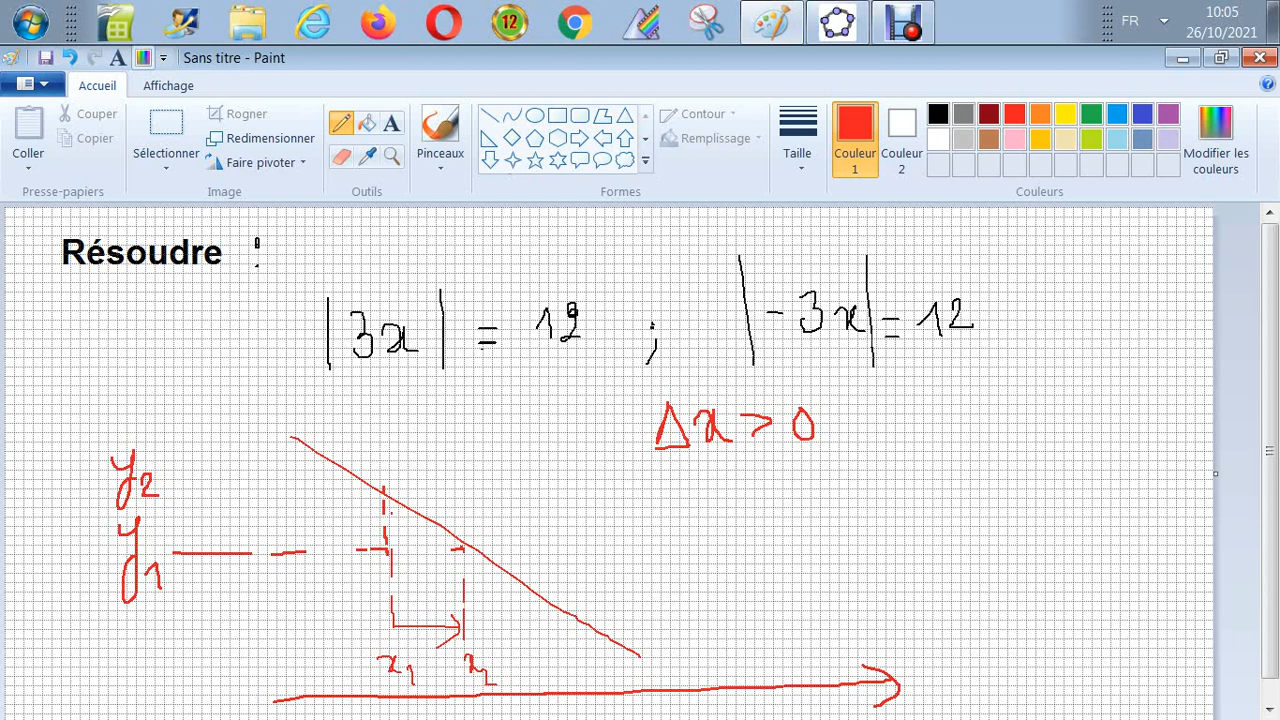 12
FR
10:05
26/10/2021
Sans titre - Paint
Accueil
Affichage
Coller
Couper
Copier
Presse-papiers
Sélectionner
Rogner
Redimensionner
Faire pivoter
Image
A
Outils
Pinceaux
Formes
Contour
Remplissage
Taille
Couleur 1
Couleur 2
Modifier les couleurs
Couleurs
Résoudre !
|3x| = 12 ; |-3x| = 12
Δx > 0
y2
y1
x1 x2